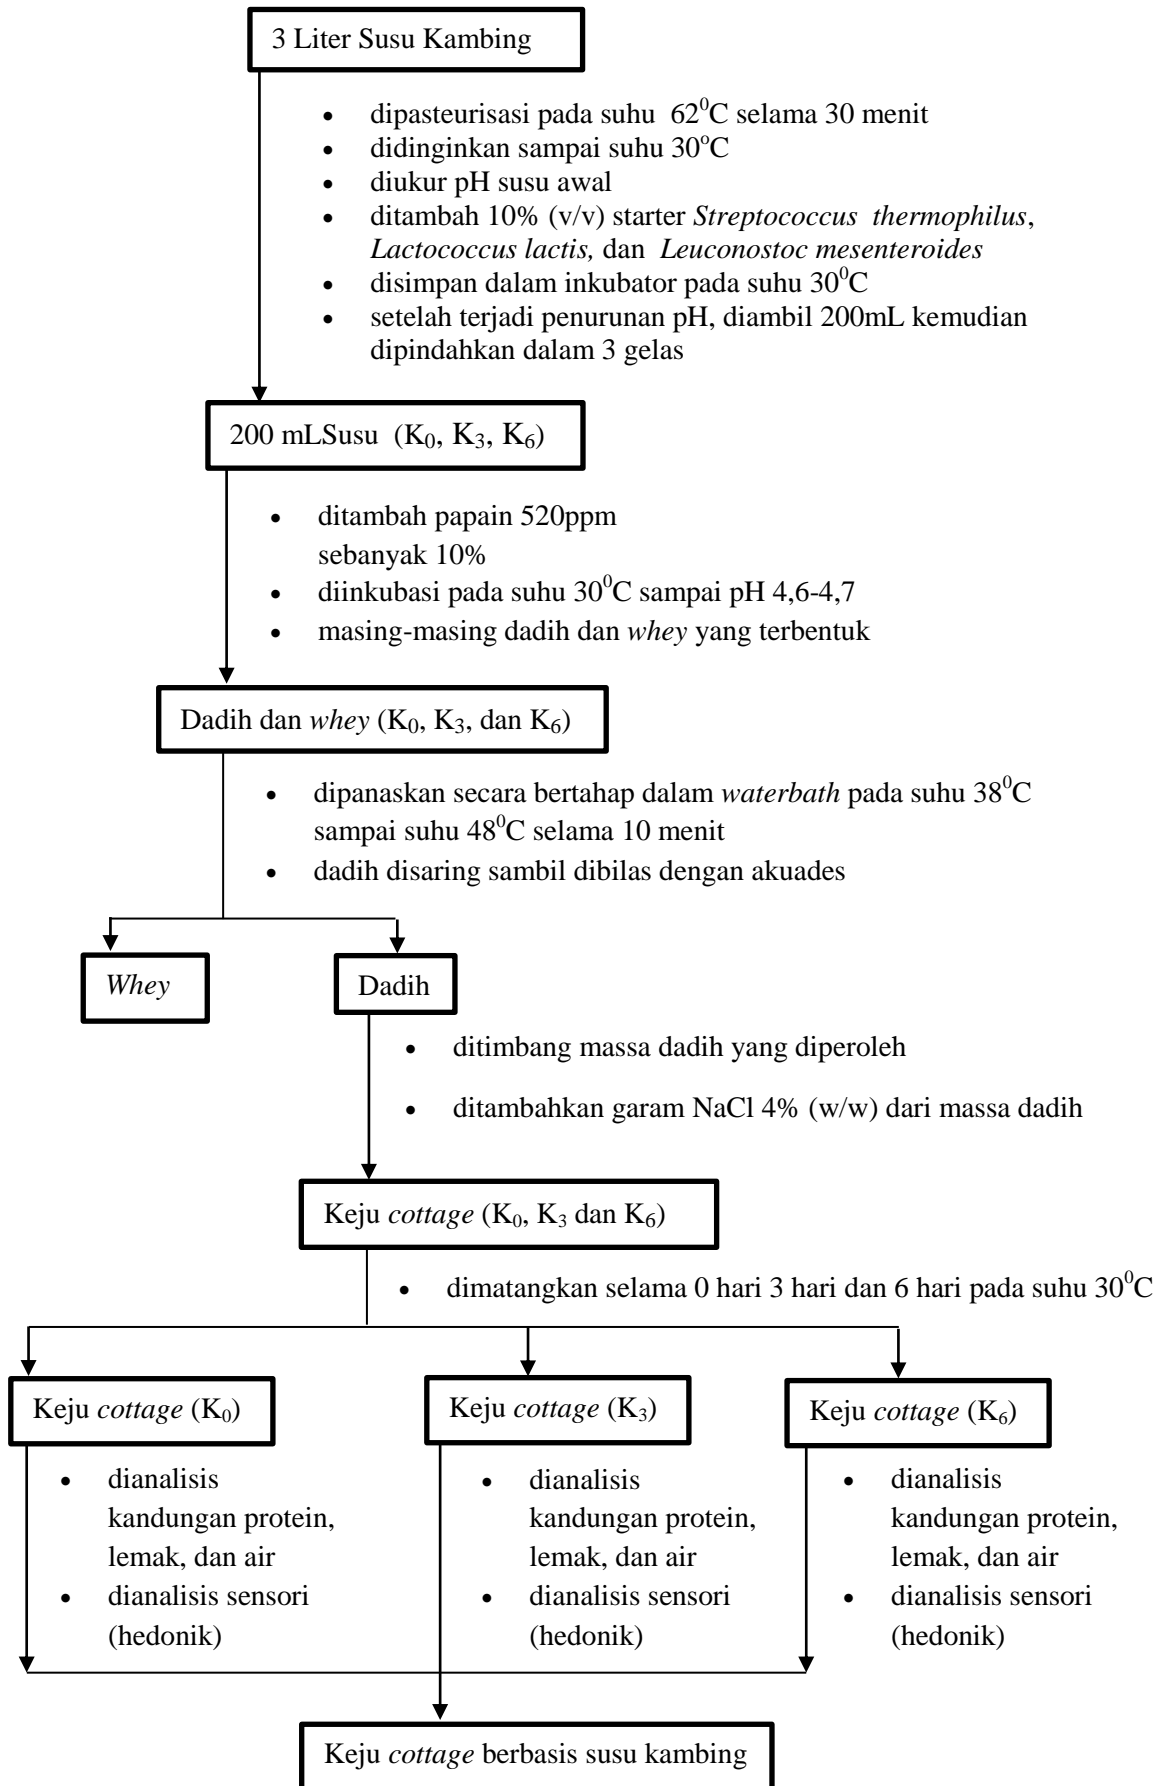 3 Liter Susu Kambing
• dipasteurisasi pada suhu 62⁰C selama 30 menit
• didinginkan sampai suhu 30ᵒC
• diukur pH susu awal
• ditambah 10% (v/v) starter Streptococcus thermophilus,
Lactococcus lactis, dan Leuconostoc mesenteroides
• disimpan dalam inkubator pada suhu 30⁰C
• setelah terjadi penurunan pH, diambil 200mL kemudian
dipindahkan dalam 3 gelas
200 mLSusu (K₀, K₃, K₆)
• ditambah papain 520ppm
sebanyak 10%
• diinkubasi pada suhu 30⁰C sampai pH 4,6-4,7
• masing-masing dadih dan whey yang terbentuk
Dadih dan whey (K₀, K₃, dan K₆)
• dipanaskan secara bertahap dalam waterbath pada suhu 38⁰C
sampai suhu 48⁰C selama 10 menit
• dadih disaring sambil dibilas dengan akuades
Whey
Dadih
• ditimbang massa dadih yang diperoleh
• ditambahkan garam NaCl 4% (w/w) dari massa dadih
Keju cottage (K₀, K₃ dan K₆)
• dimatangkan selama 0 hari 3 hari dan 6 hari pada suhu 30⁰C
Keju cottage (K₀)
• dianalisis
kandungan protein,
lemak, dan air
• dianalisis sensori
(hedonik)
Keju cottage (K₃)
• dianalisis
kandungan protein,
lemak, dan air
• dianalisis sensori
(hedonik)
Keju cottage (K₆)
• dianalisis
kandungan protein,
lemak, dan air
• dianalisis sensori
(hedonik)
Keju cottage berbasis susu kambing